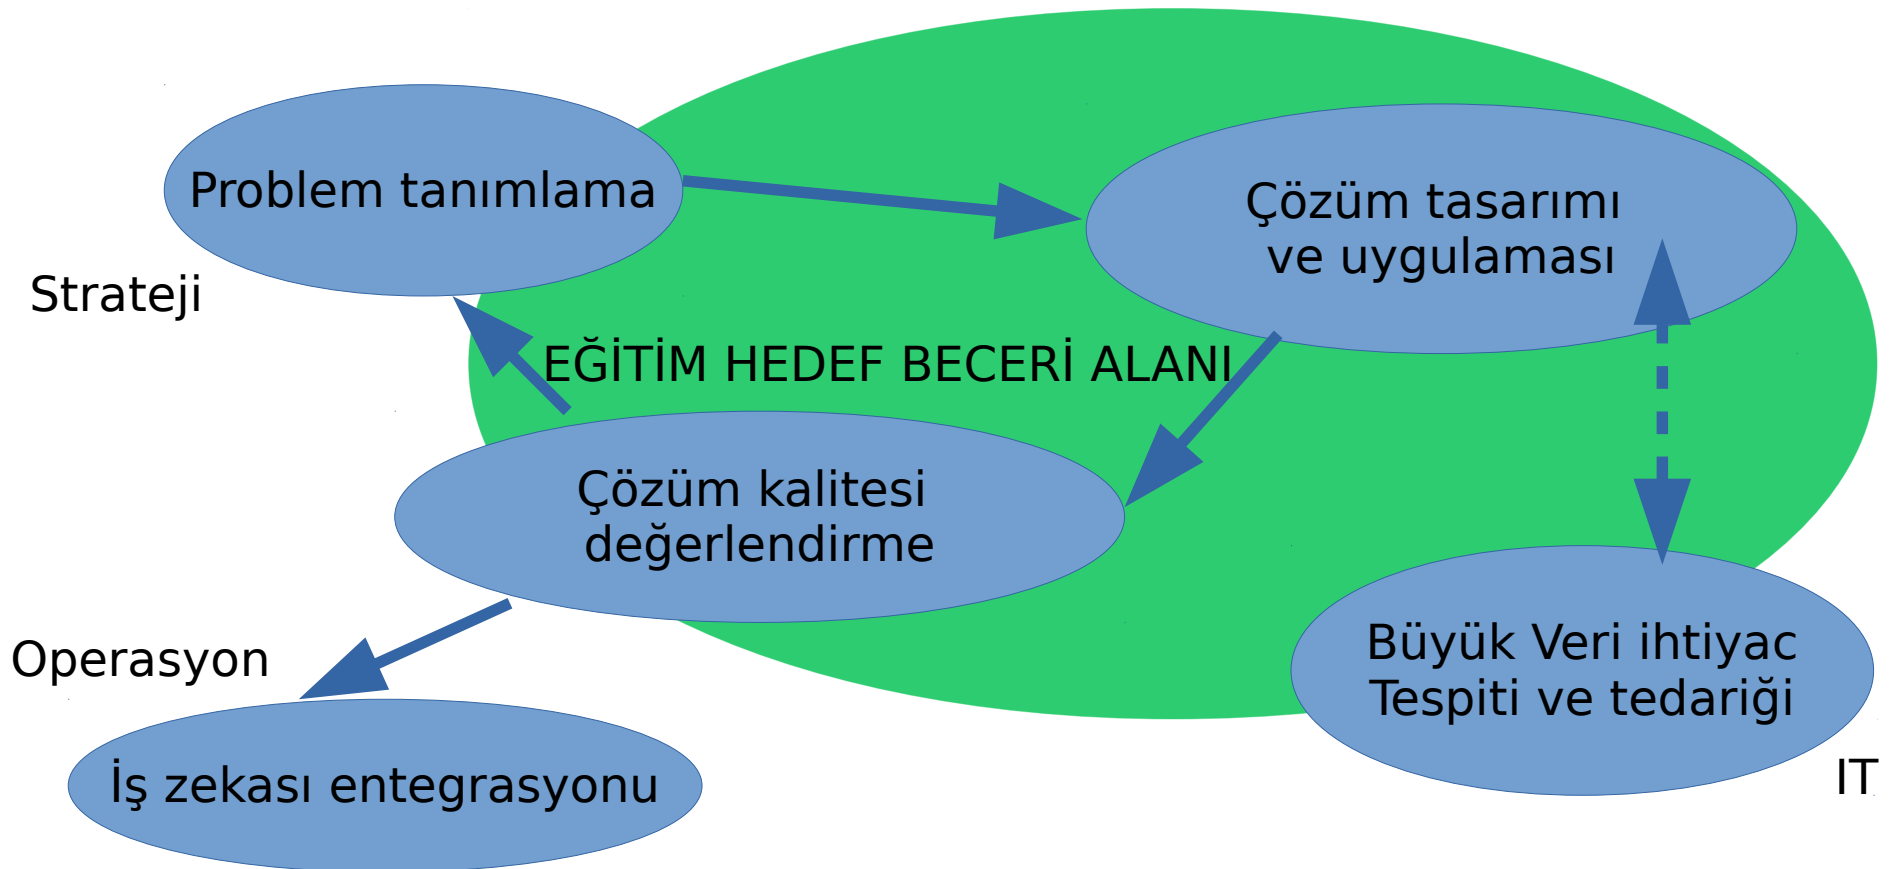 Problem tanımlama
Çözüm tasarımı
ve uygulaması
Strateji
EĞİTİM HEDEF BECERİ ALANI
Çözüm kalitesi
değerlendirme
Operasyon
Büyük Veri ihtiyac
Tespiti ve tedariği
İş zekası entegrasyonu
IT